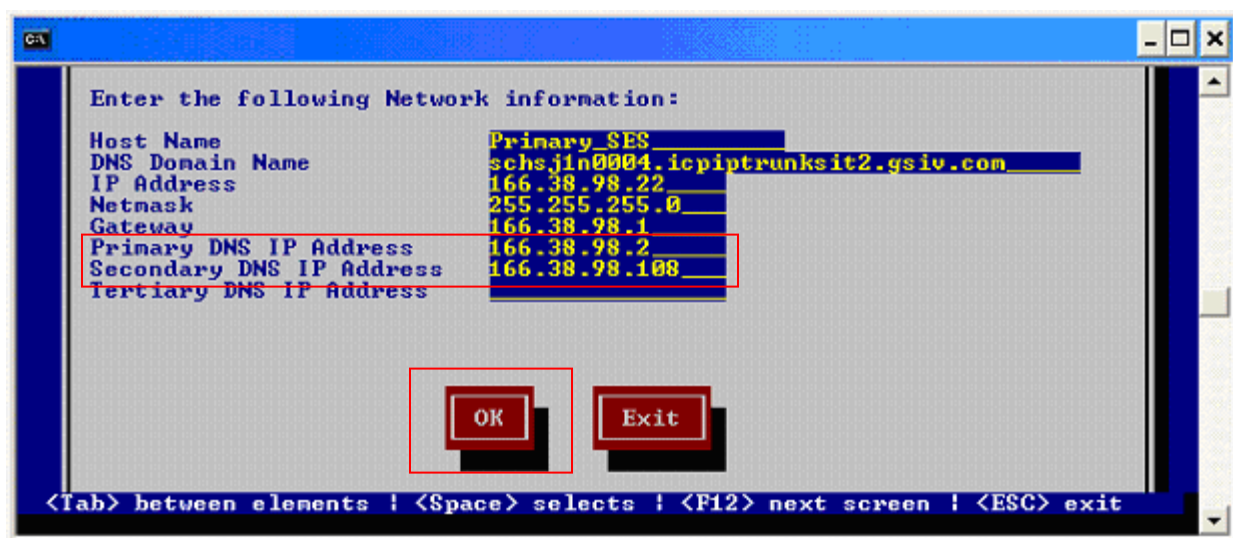 C:\
Enter the following Network information:
Host Name Primary_SES
DNS Domain Name schsj1n0004.icpiptrunksit2.gsiv.com
IP Address 166.38.98.22
Netmask 255.255.255.0
Gateway 166.38.98.1
Primary DNS IP Address 166.38.98.2
Secondary DNS IP Address 166.38.98.108
Tertiary DNS IP Address
OK Exit
<Tab> between elements | <Space> selects | <F12> next screen | <ESC> exit